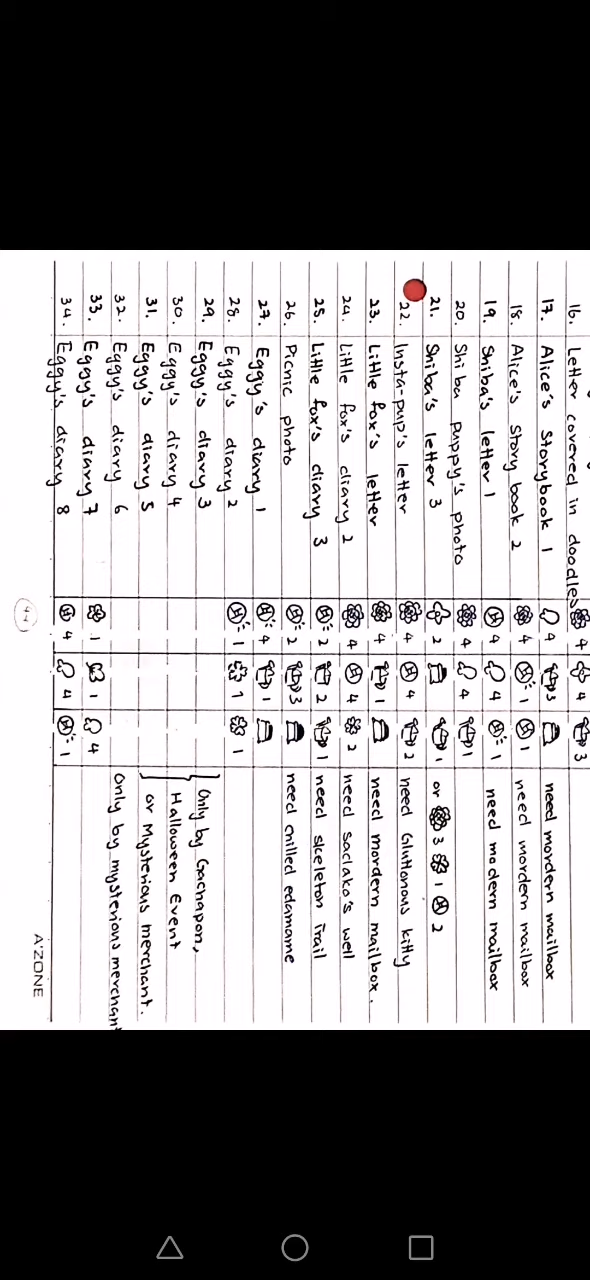 16. Letter covered in doodles 4 4 3
17. Alice's Storybook 1 4 3 need mordern mailbox
18. Alice's Story book 2 4 1 1 need mordern mailbox
19. Shiba's letter 1 4 4 1 need modern mailbox
20. Shiba puppy's photo 4 4 1
21. Shiba's letter 3 2 1 or 3 1 2
22. Insta-pup's letter 4 4 2 need Gluttonous kitty
23. Little fox's letter 4 1 need mordern mailbox.
24. Little fox's diary 2 4 4 2 need Sadako's well
25. Little fox's diary 3 2 2 1 need skeleton trail
26. Picnic photo 2 3 need chilled edamame
27. Eggy's diary 1 4 1
28. Eggy's diary 2 1 1 1
29. Eggy's diary 3 Only by Gachapon,
30. Eggy's diary 4 Halloween Event
31. Eggy's diary 5 or Mysterious merchant.
32. Eggy's diary 6 Only by mysterious merchant
33. Eggy's diary 7 1 1 4
34. Eggy's diary 8 4 4 1
A'ZONE